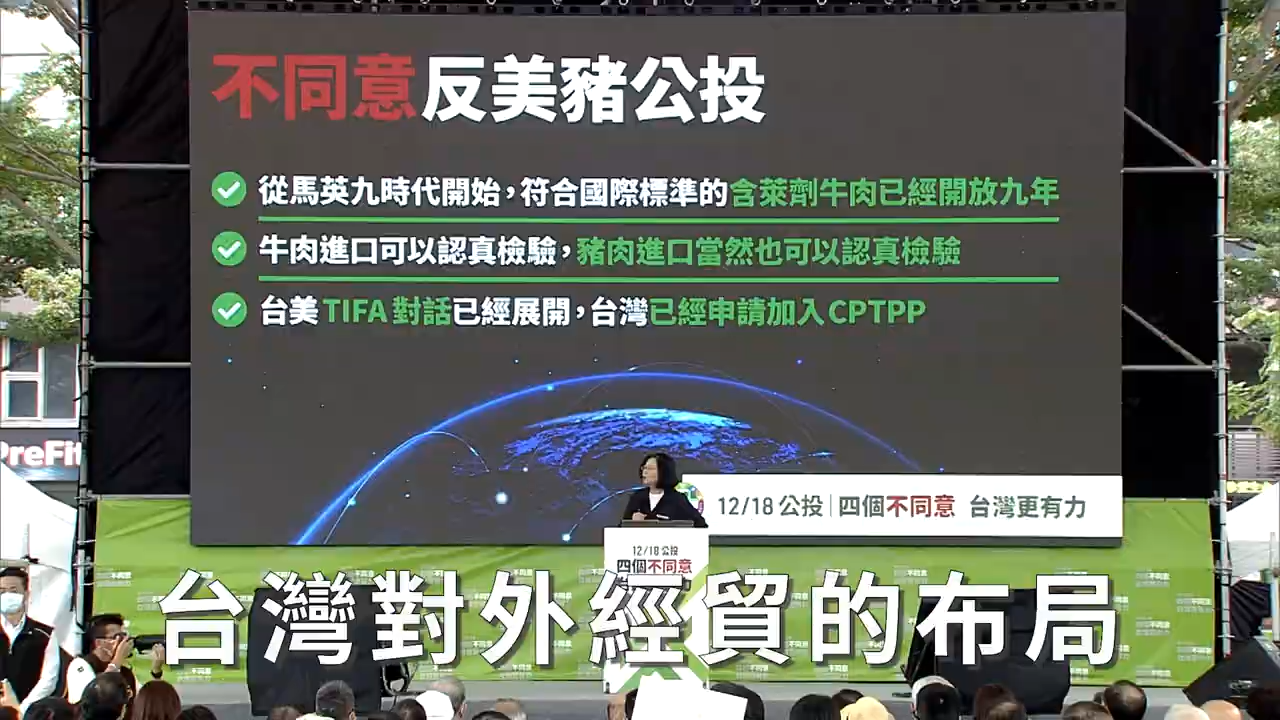 不同意反美豬公投
從馬英九時代開始，符合國際標準的含萊劑牛肉已經開放九年
牛肉進口可以認真檢驗，豬肉進口當然也可以認真檢驗
台美 TIFA 對話已經展開，台灣已經申請加入 CPTPP
PreFit
12/18 公投｜四個不同意 台灣更有力
12/18 公投
四個不同意
台灣對外經貿的布局